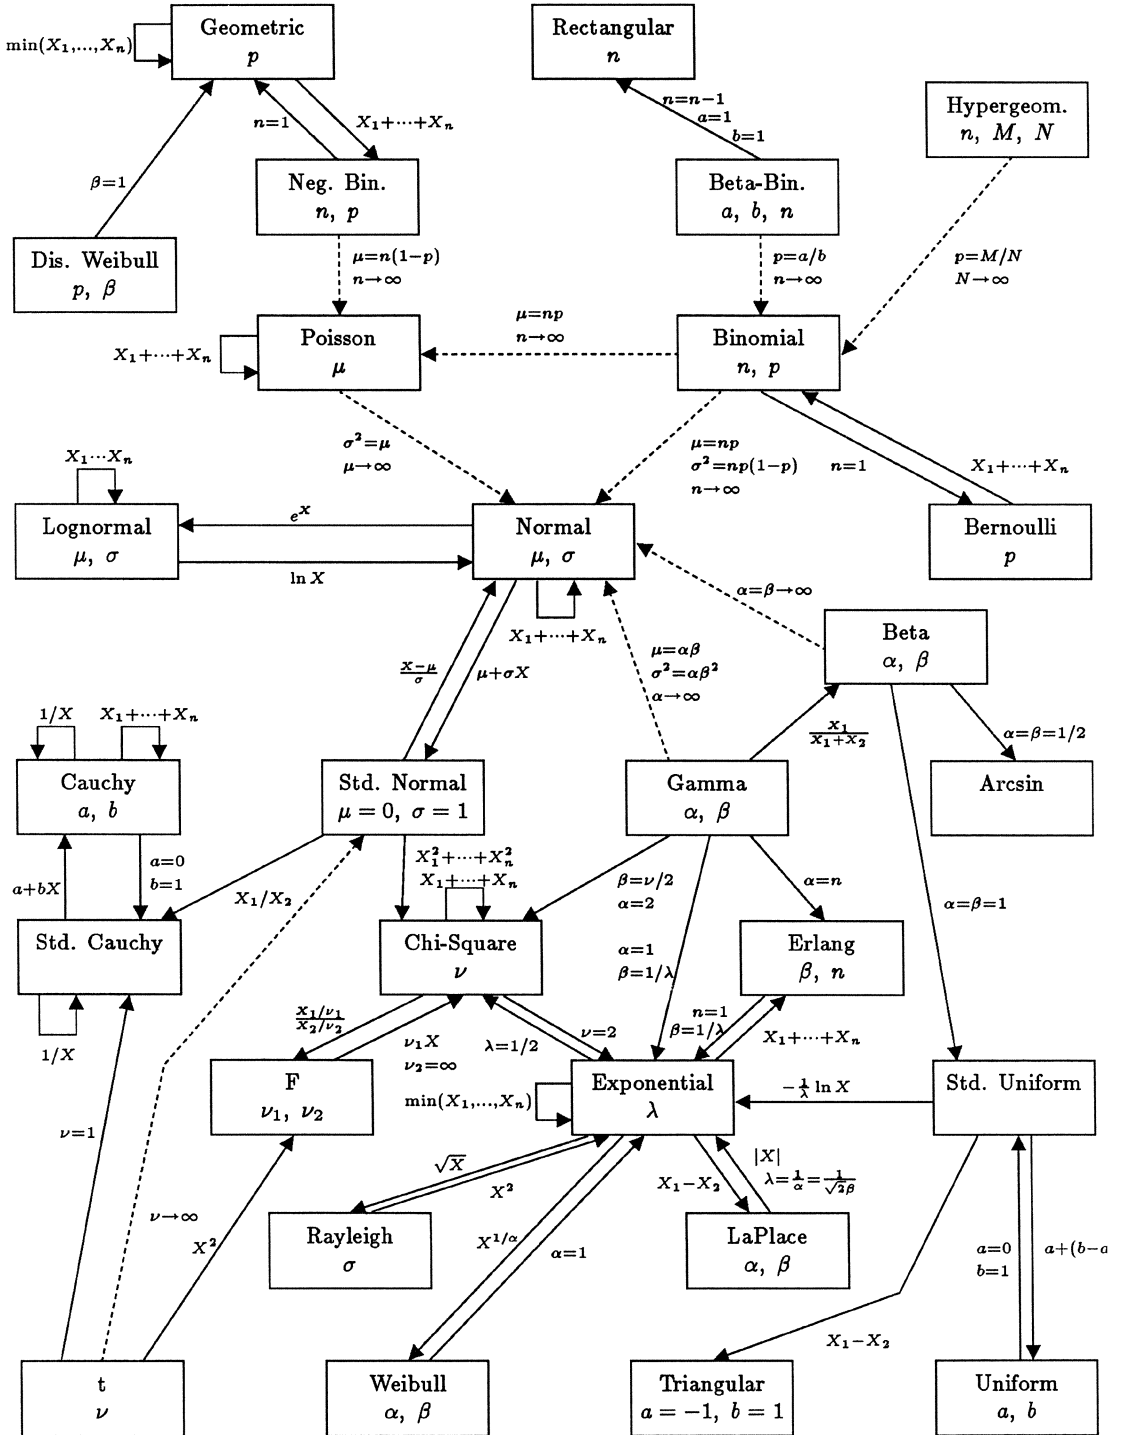 Geometric
p
min(X₁,...,Xₙ)
Rectangular
n
n=n−1
a=1
b=1
Hypergeom.
n, M, N
n=1
X₁+···+Xₙ
β=1
Neg. Bin.
n, p
Beta-Bin.
a, b, n
Dis. Weibull
p, β
μ=n(1−p)
n→∞
p=a/b
n→∞
p=M/N
N→∞
Poisson
μ
X₁+···+Xₙ
μ=np
n→∞
Binomial
n, p
σ²=μ
μ→∞
μ=np
σ²=np(1−p)
n→∞
n=1
X₁+···+Xₙ
X₁···Xₙ
Lognormal
μ, σ
eˣ
ln X
Normal
μ, σ
Bernoulli
p
X₁+···+Xₙ
α=β→∞
Beta
α, β
X−μ/σ
μ+σX
μ=αβ
σ²=αβ²
α→∞
X₁/X₁+X₂
α=β=1/2
1/X
X₁+···+Xₙ
Cauchy
a, b
Std. Normal
μ = 0, σ = 1
Gamma
α, β
Arcsin
a+bX
a=0
b=1
X₁/X₂
X₁²+···+Xₙ²
X₁+···+Xₙ
β=ν/2
α=2
α=n
α=β=1
Std. Cauchy
Chi-Square
ν
α=1
β=1/λ
Erlang
β, n
1/X
X₁/ν₁/X₂/ν₂
ν₁X
ν₂=∞
λ=1/2
ν=2
n=1
β=1/λ
X₁+···+Xₙ
F
ν₁, ν₂
min(X₁,...,Xₙ)
Exponential
λ
−1/λ ln X
Std. Uniform
ν=1
√X
X²
X₁−X₂
|X|
λ=1/α=1/√2β
Rayleigh
σ
LaPlace
α, β
ν→∞
X²
X^1/α
α=1
a=0
b=1
a+(b−a
X₁−X₂
t
ν
Weibull
α, β
Triangular
a = −1, b = 1
Uniform
a, b